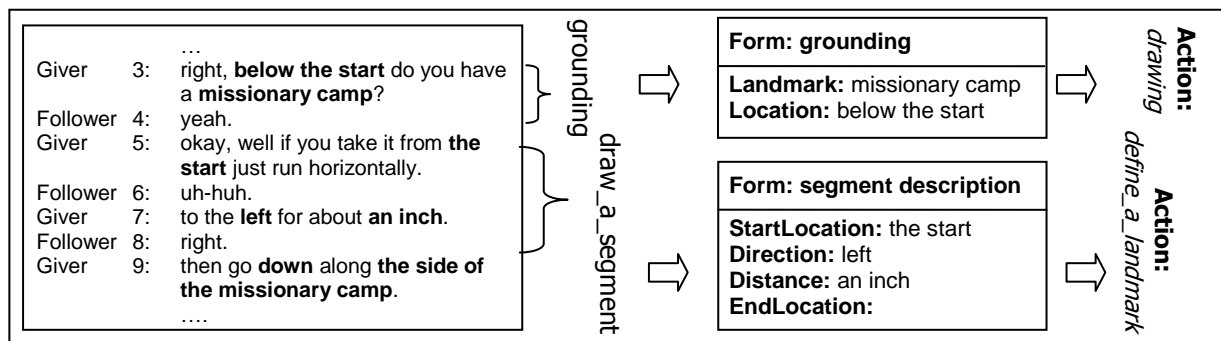 …
Giver 3: right, below the start do you have
a missionary camp?
Follower 4: yeah.
Giver 5: okay, well if you take it from the
start just run horizontally.
Follower 6: uh-huh.
Giver 7: to the left for about an inch.
Follower 8: right.
Giver 9: then go down along the side of
the missionary camp.
….
grounding
draw_a_segment
Form: grounding
Landmark: missionary camp
Location: below the start
Form: segment description
StartLocation: the start
Direction: left
Distance: an inch
EndLocation:
Action:
drawing
Action:
define_a_landmark